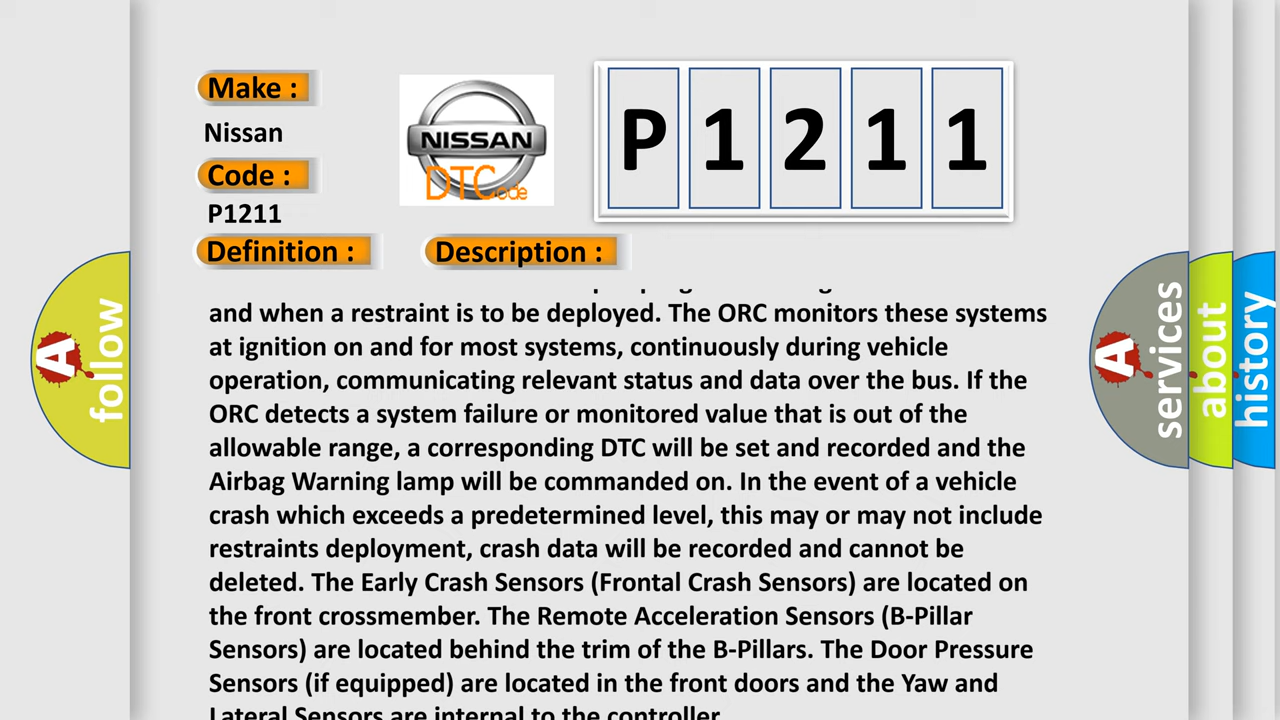 Make :
Nissan
Code :
P1211
NISSAN
DTCode
P 1 2 1 1
Definition :
Description :
and when a restraint is to be deployed. The ORC monitors these systems
at ignition on and for most systems, continuously during vehicle
operation, communicating relevant status and data over the bus. If the
ORC detects a system failure or monitored value that is out of the
allowable range, a corresponding DTC will be set and recorded and the
Airbag Warning lamp will be commanded on. In the event of a vehicle
crash which exceeds a predetermined level, this may or may not include
restraints deployment, crash data will be recorded and cannot be
deleted. The Early Crash Sensors (Frontal Crash Sensors) are located on
the front crossmember. The Remote Acceleration Sensors (B-Pillar
Sensors) are located behind the trim of the B-Pillars. The Door Pressure
Sensors (if equipped) are located in the front doors and the Yaw and
Lateral Sensors are internal to the controller
A follow
A services
about
history